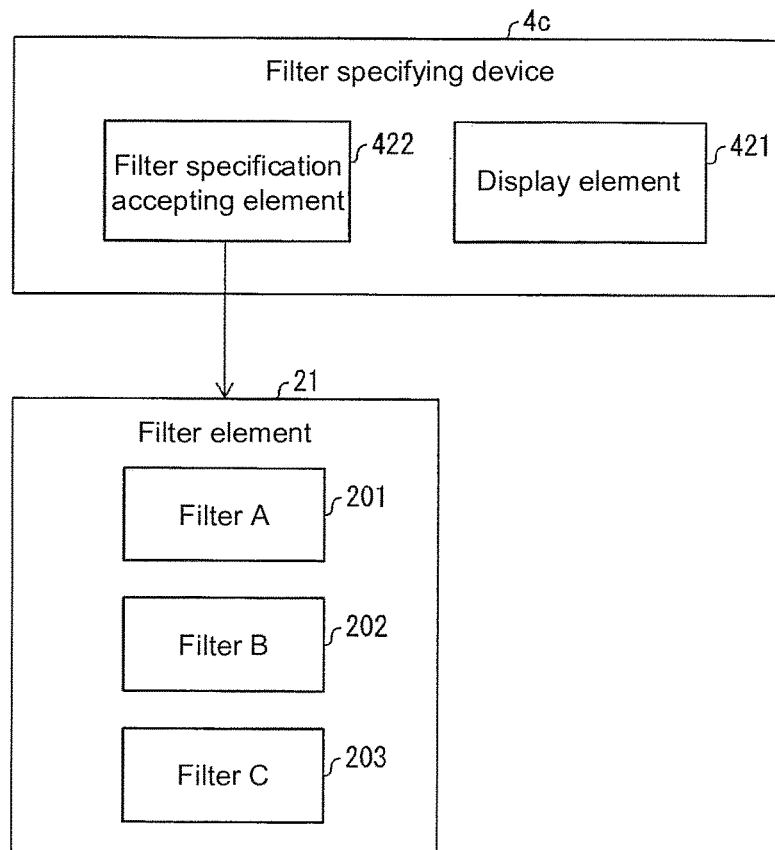 4c
Filter specifying device
Filter specification
accepting element
422
Display element
421
21
Filter element
Filter A
201
Filter B
202
Filter C
203